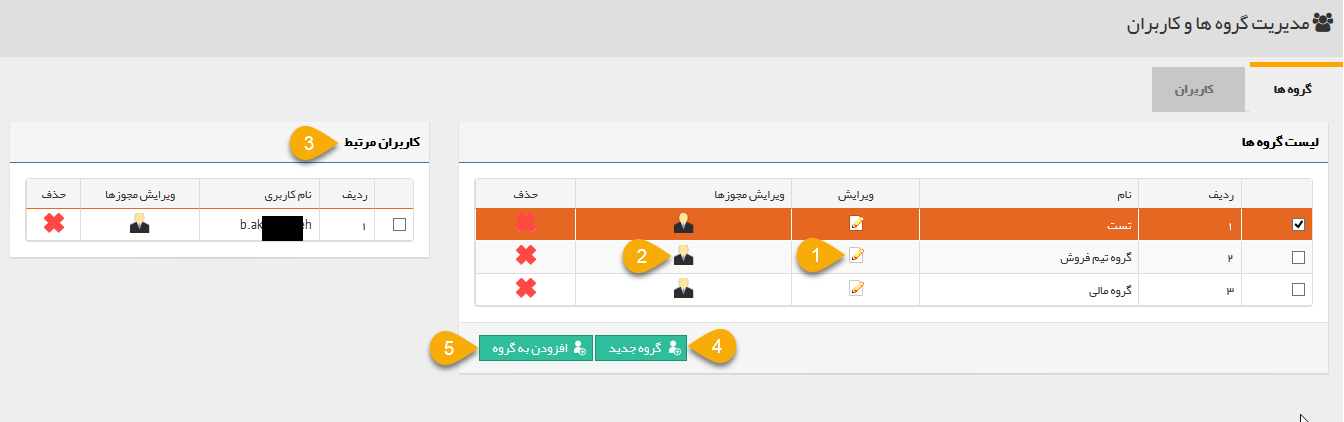 مدیریت گروه ها و کاربران
گروه ها
کاربران
لیست گروه ها
ردیف نام ویرایش ویرایش مجوزها حذف
۱ تست
۲ گروه تیم فروش 1 2
۳ گروه مالی
گروه جدید 4
افزودن به گروه 5
کاربران مرتبط 3
ردیف نام کاربری ویرایش مجوزها حذف
۱ b.ak eh